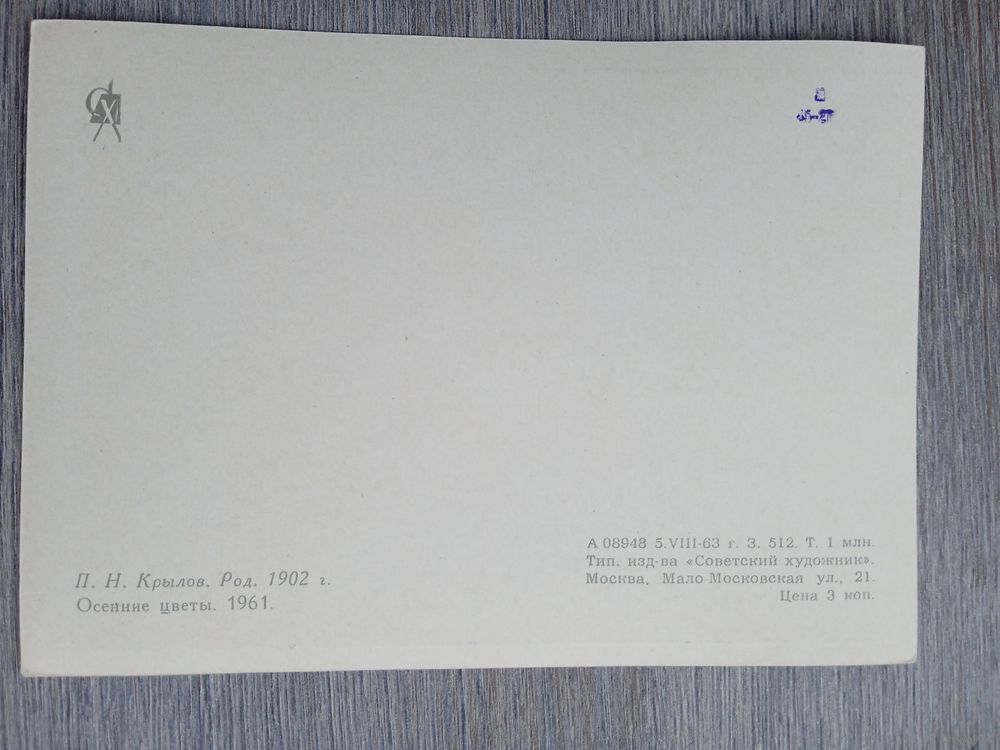 П. Н. Крылов. Род. 1902 г.
Осенние цветы. 1961.
А 08948 5.VIII-63 г. З. 512. Т. 1 млн.
Тип. изд-ва «Советский художник».
Москва, Мало-Московская ул., 21.
Цена 3 коп.